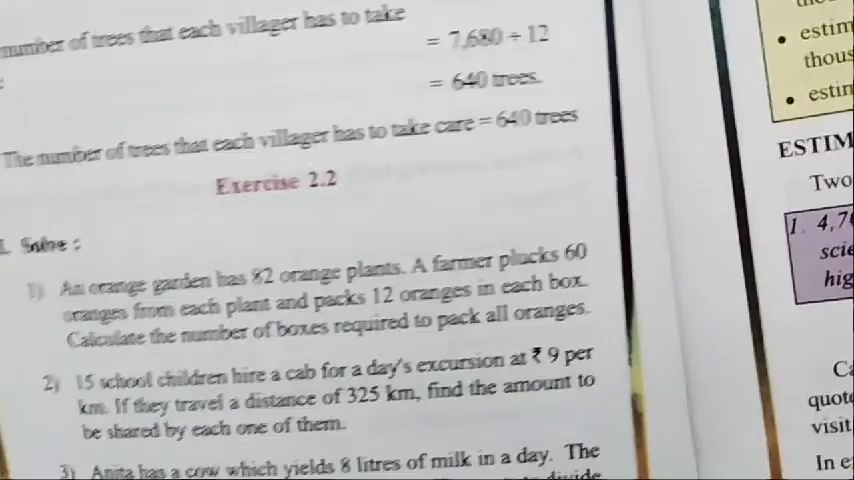 number of trees that each villager has to take
= 7,680 ÷ 12
= 640 trees.
The number of trees that each villager has to take care = 640 trees
Exercise 2.2
I. Solve :
1) An orange garden has 82 orange plants. A farmer plucks 60
oranges from each plant and packs 12 oranges in each box.
Calculate the number of boxes required to pack all oranges.
2) 15 school children hire a cab for a day's excursion at ₹ 9 per
km. If they travel a distance of 325 km, find the amount to
be shared by each one of them.
3) Anita has a cow which yields 8 litres of milk in a day. The
divide
• estim
thous
• estin
ESTIM
Two
1. 4,7
scie
hig
Ca
quote
visit
In e